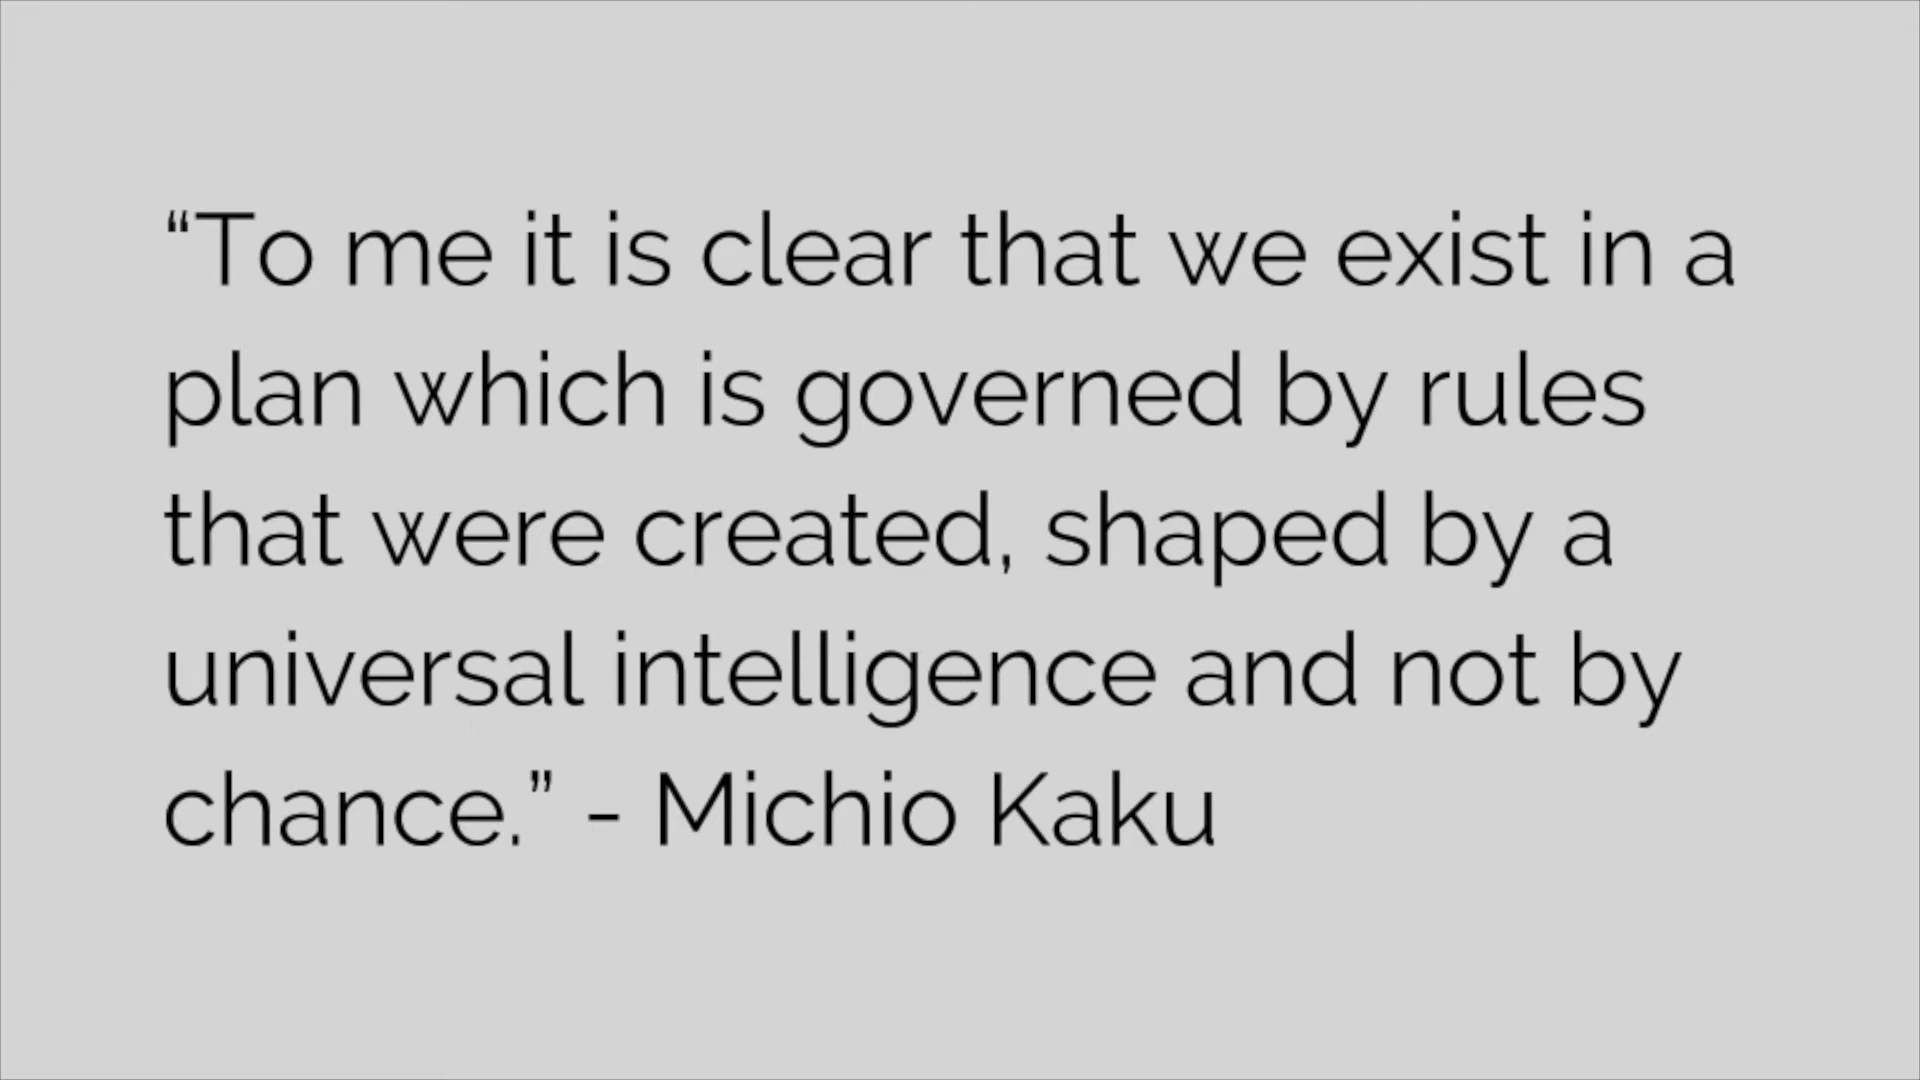 “To me it is clear that we exist in a
plan which is governed by rules
that were created, shaped by a
universal intelligence and not by
chance.” - Michio Kaku